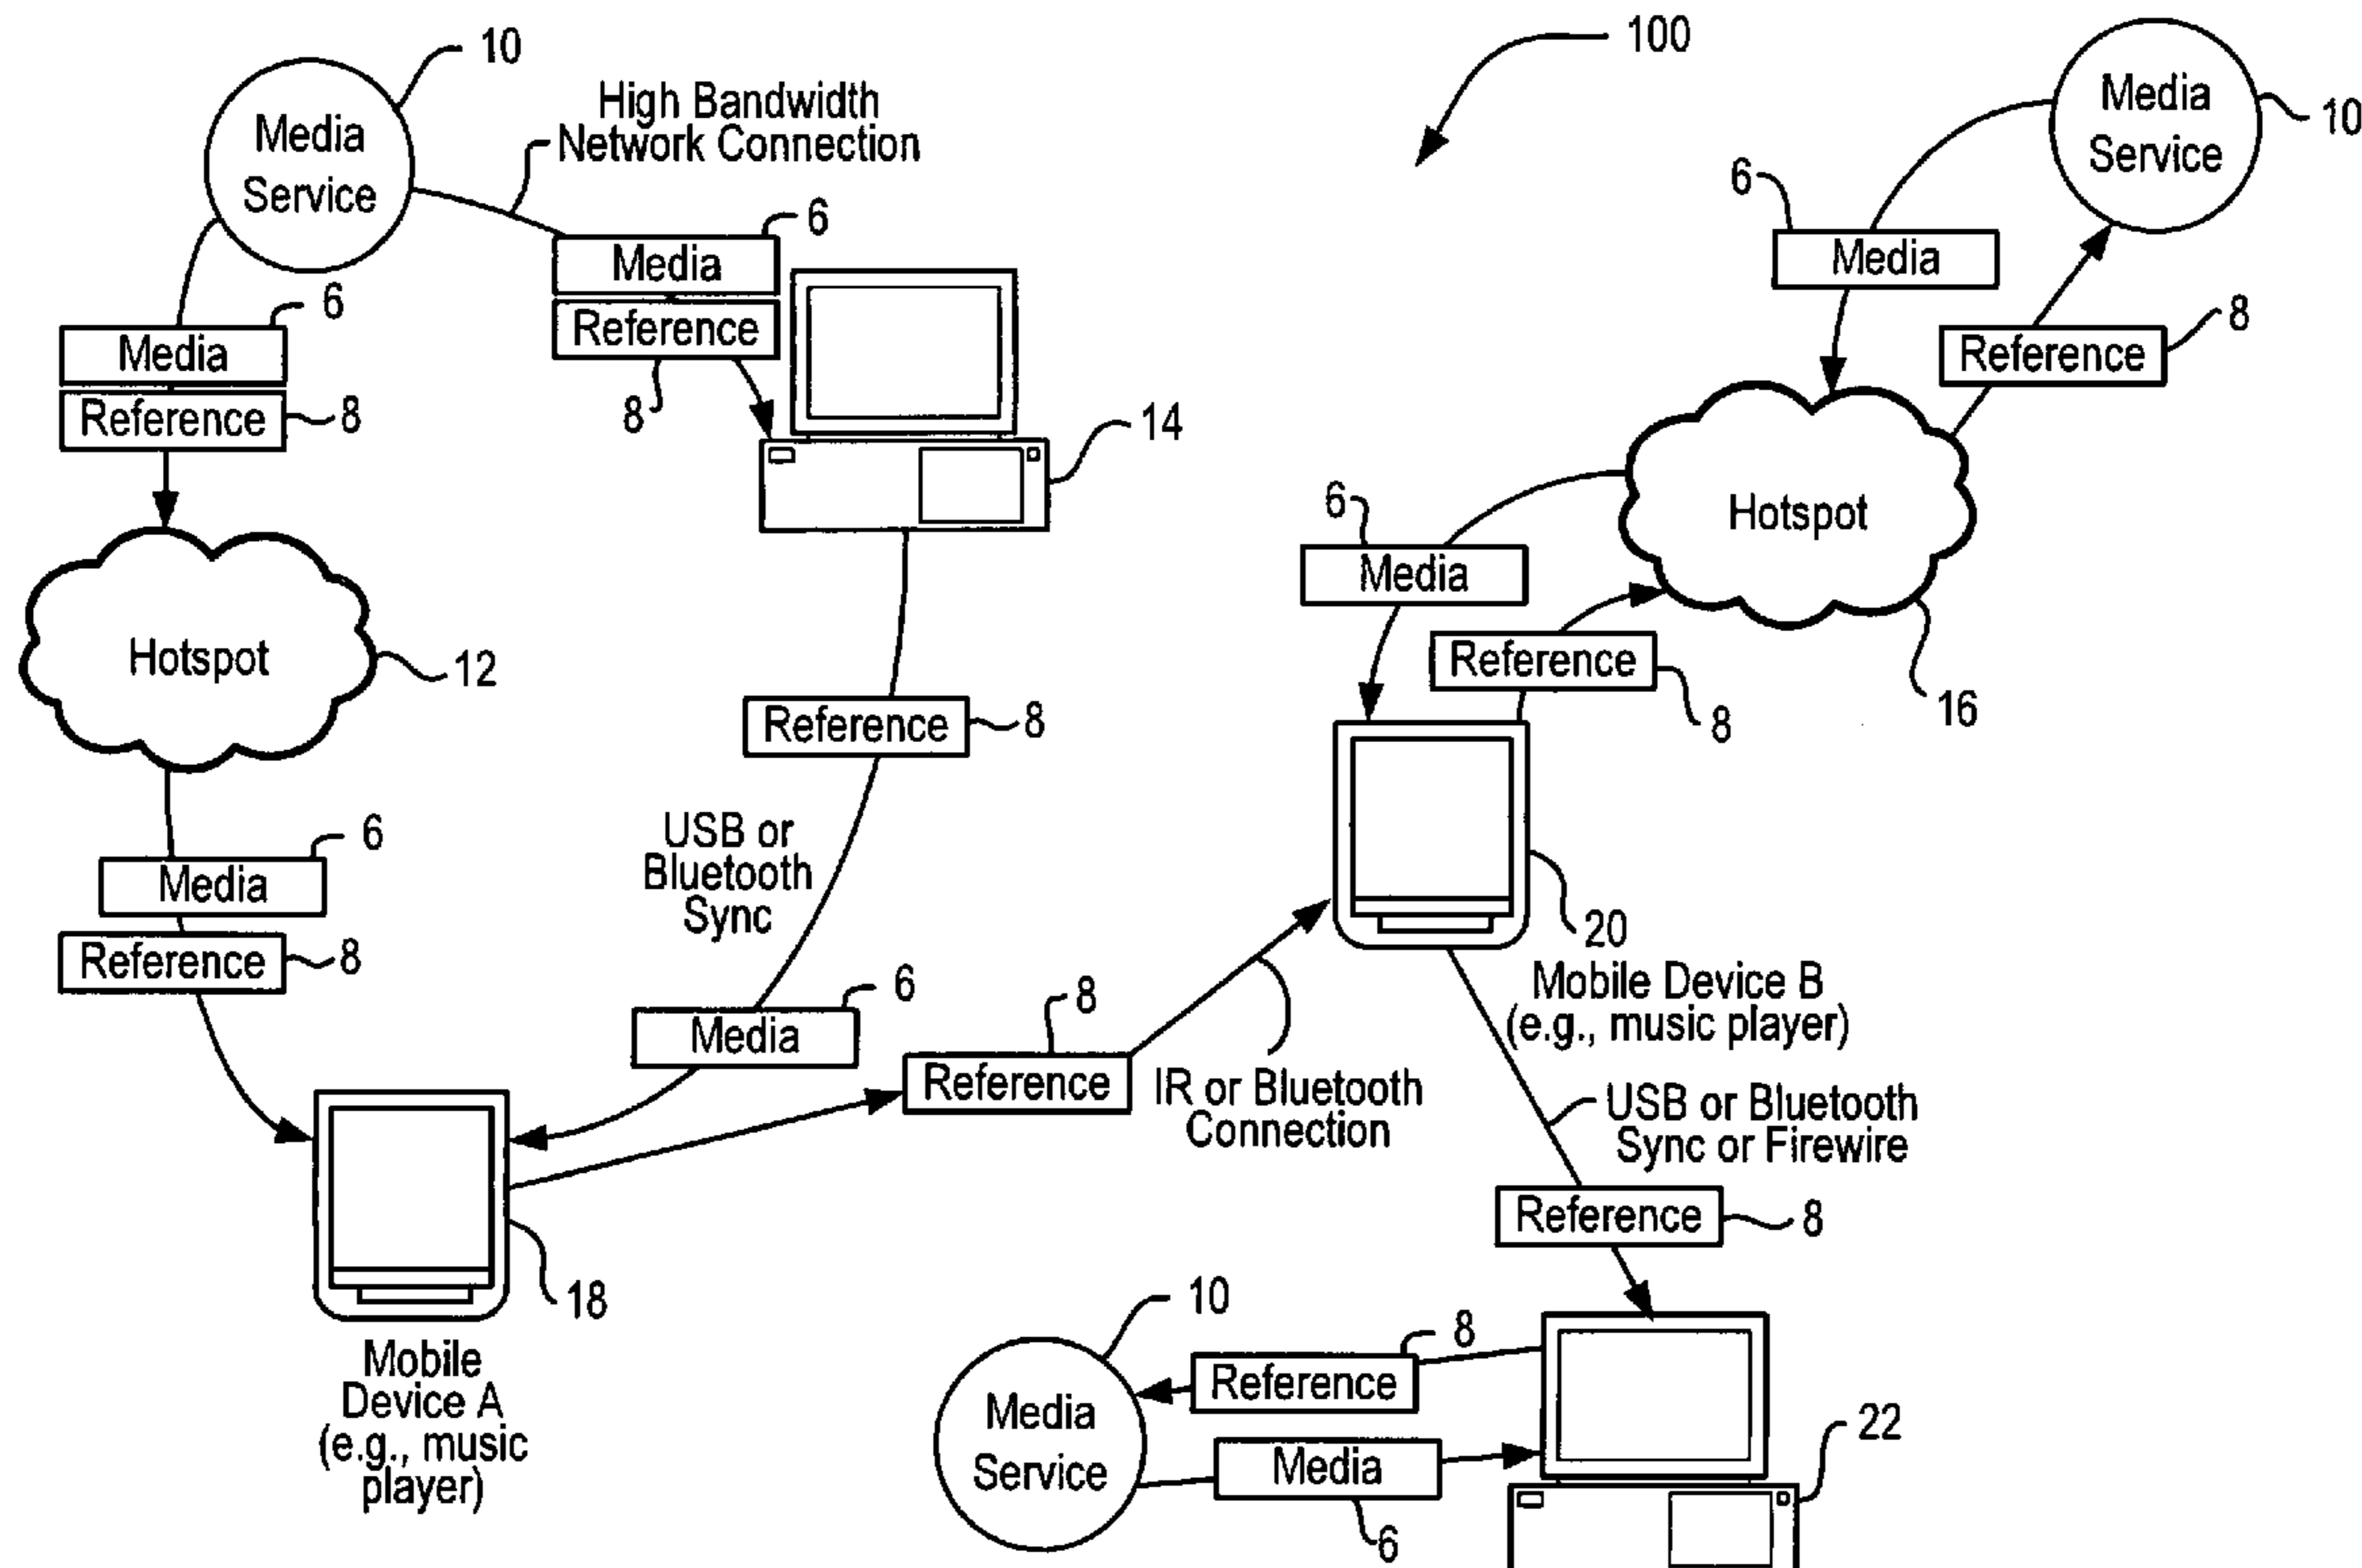 10
Media
Service
High Bandwidth
Network Connection
6
Media
Reference
8
6
Media
Reference
8
14
Hotspot
12
Reference
8
USB or
Bluetooth
Sync
6
Media
Reference
8
6
Media
8
Reference
IR or Bluetooth
Connection
18
Mobile
Device A
(e.g., music
player)
100
Media
Service
10
6
Media
8
Reference
Hotspot
16
6
Media
Reference
8
20
Mobile Device B
(e.g., music player)
USB or Bluetooth
Sync or Firewire
Reference
8
10
Media
Service
8
Reference
Media
6
22